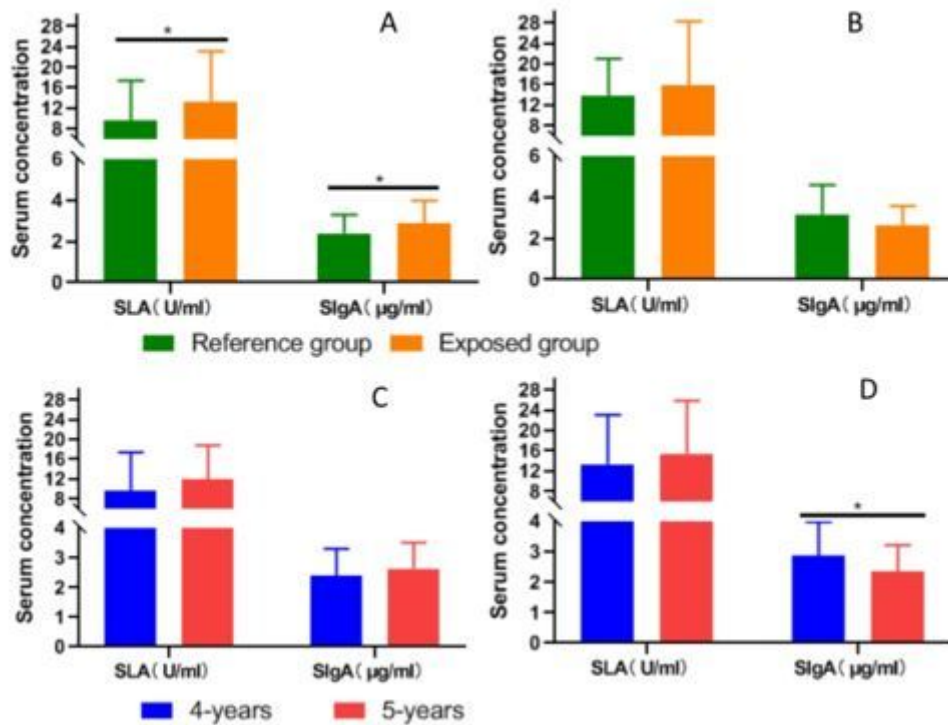 A
*
28
24
20
16
12
8
6
4
2
0
Serum concentration
*
SLA( U/ml)
SIgA( µg/ml)
B
28
24
20
16
12
8
6
4
2
0
Serum concentration
SLA( U/ml)
SIgA( µg/ml)
Reference group
Exposed group
C
28
24
20
16
12
8
4
3
2
1
0
Serum concentration
SLA( U/ml)
SIgA( µg/ml)
D
28
24
20
16
12
8
4
3
2
1
0
Serum concentration
*
SLA( U/ml)
SIgA( µg/ml)
4-years
5-years